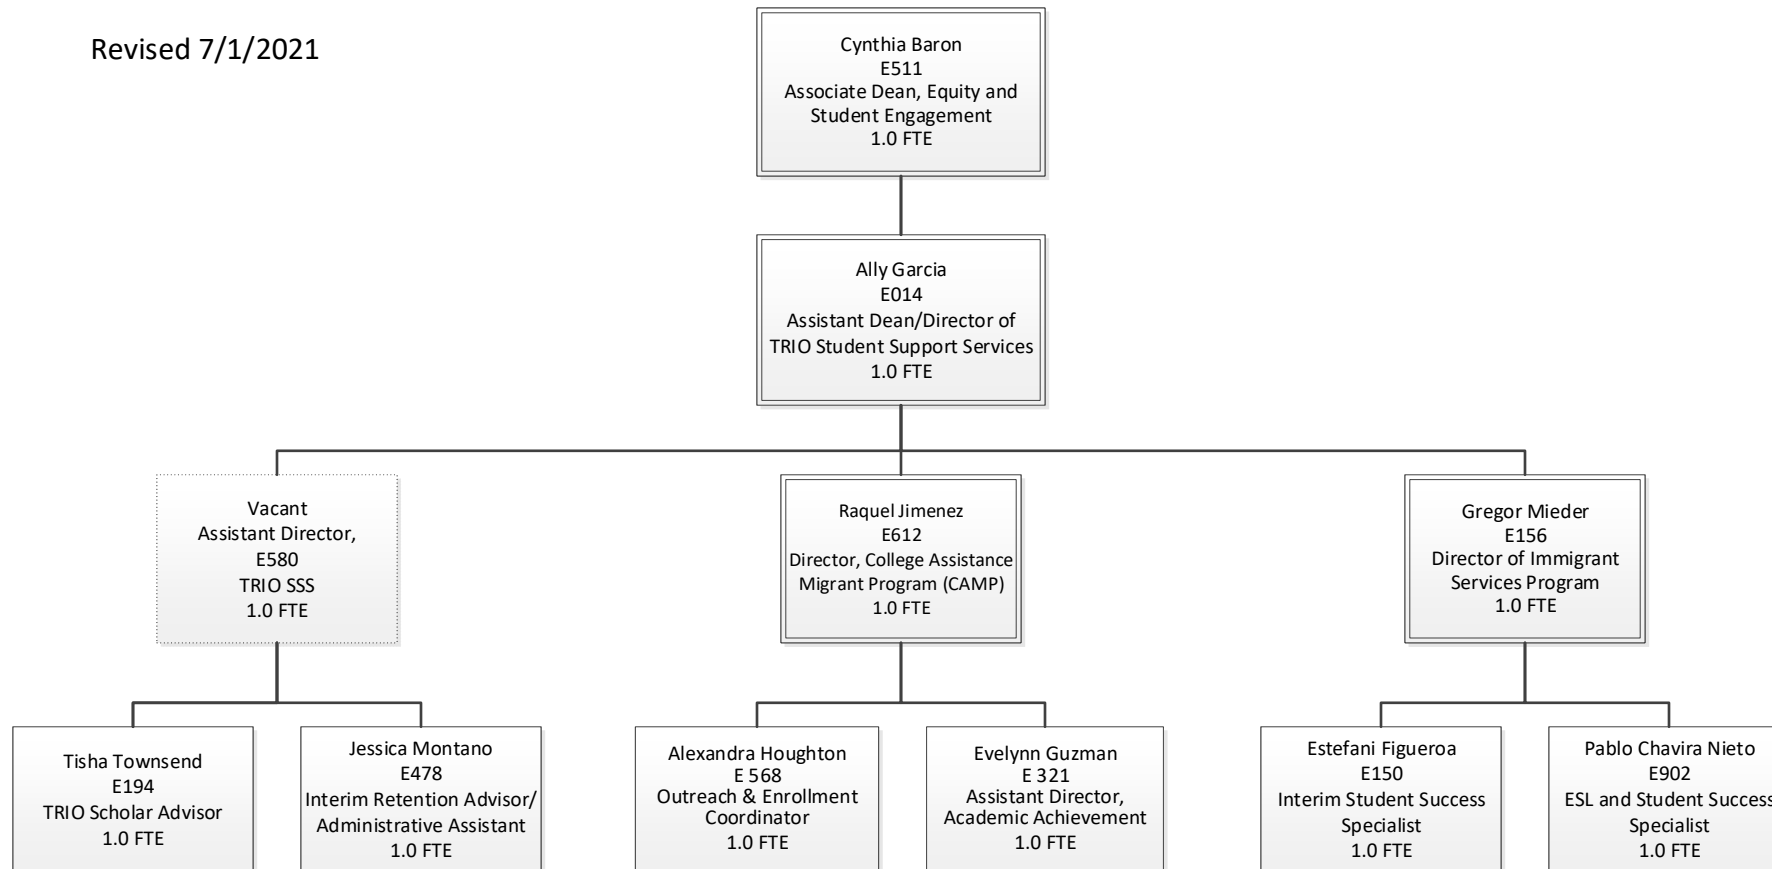 Revised 7/1/2021
Cynthia Baron
E511
Associate Dean, Equity and
Student Engagement
1.0 FTE
Ally Garcia
E014
Assistant Dean/Director of
TRIO Student Support Services
1.0 FTE
Vacant
Assistant Director,
E580
TRIO SSS
1.0 FTE
Raquel Jimenez
E612
Director, College Assistance
Migrant Program (CAMP)
1.0 FTE
Gregor Mieder
E156
Director of Immigrant
Services Program
1.0 FTE
Tisha Townsend
E194
TRIO Scholar Advisor
1.0 FTE
Jessica Montano
E478
Interim Retention Advisor/
Administrative Assistant
1.0 FTE
Alexandra Houghton
E 568
Outreach & Enrollment
Coordinator
1.0 FTE
Evelynn Guzman
E 321
Assistant Director,
Academic Achievement
1.0 FTE
Estefani Figueroa
E150
Interim Student Success
Specialist
1.0 FTE
Pablo Chavira Nieto
E902
ESL and Student Success
Specialist
1.0 FTE